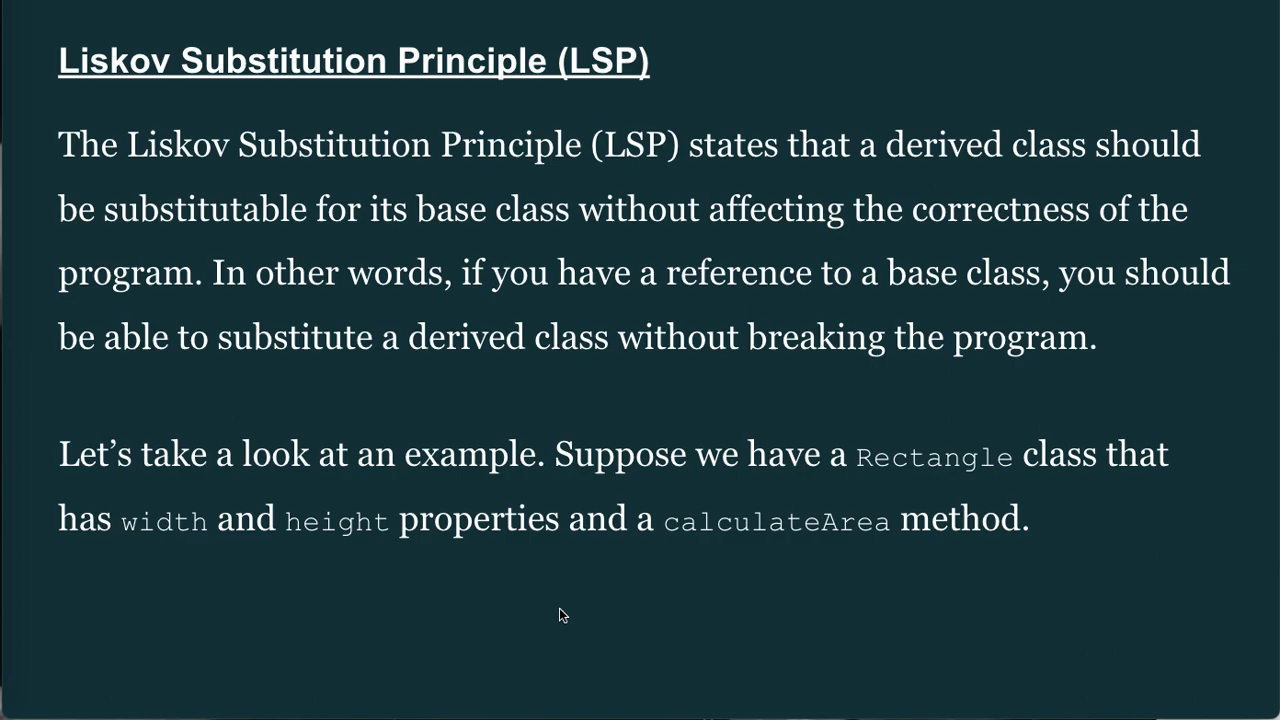 Liskov Substitution Principle (LSP)
The Liskov Substitution Principle (LSP) states that a derived class should
be substitutable for its base class without affecting the correctness of the
program. In other words, if you have a reference to a base class, you should
be able to substitute a derived class without breaking the program.
Let’s take a look at an example. Suppose we have a Rectangle class that
has width and height properties and a calculateArea method.